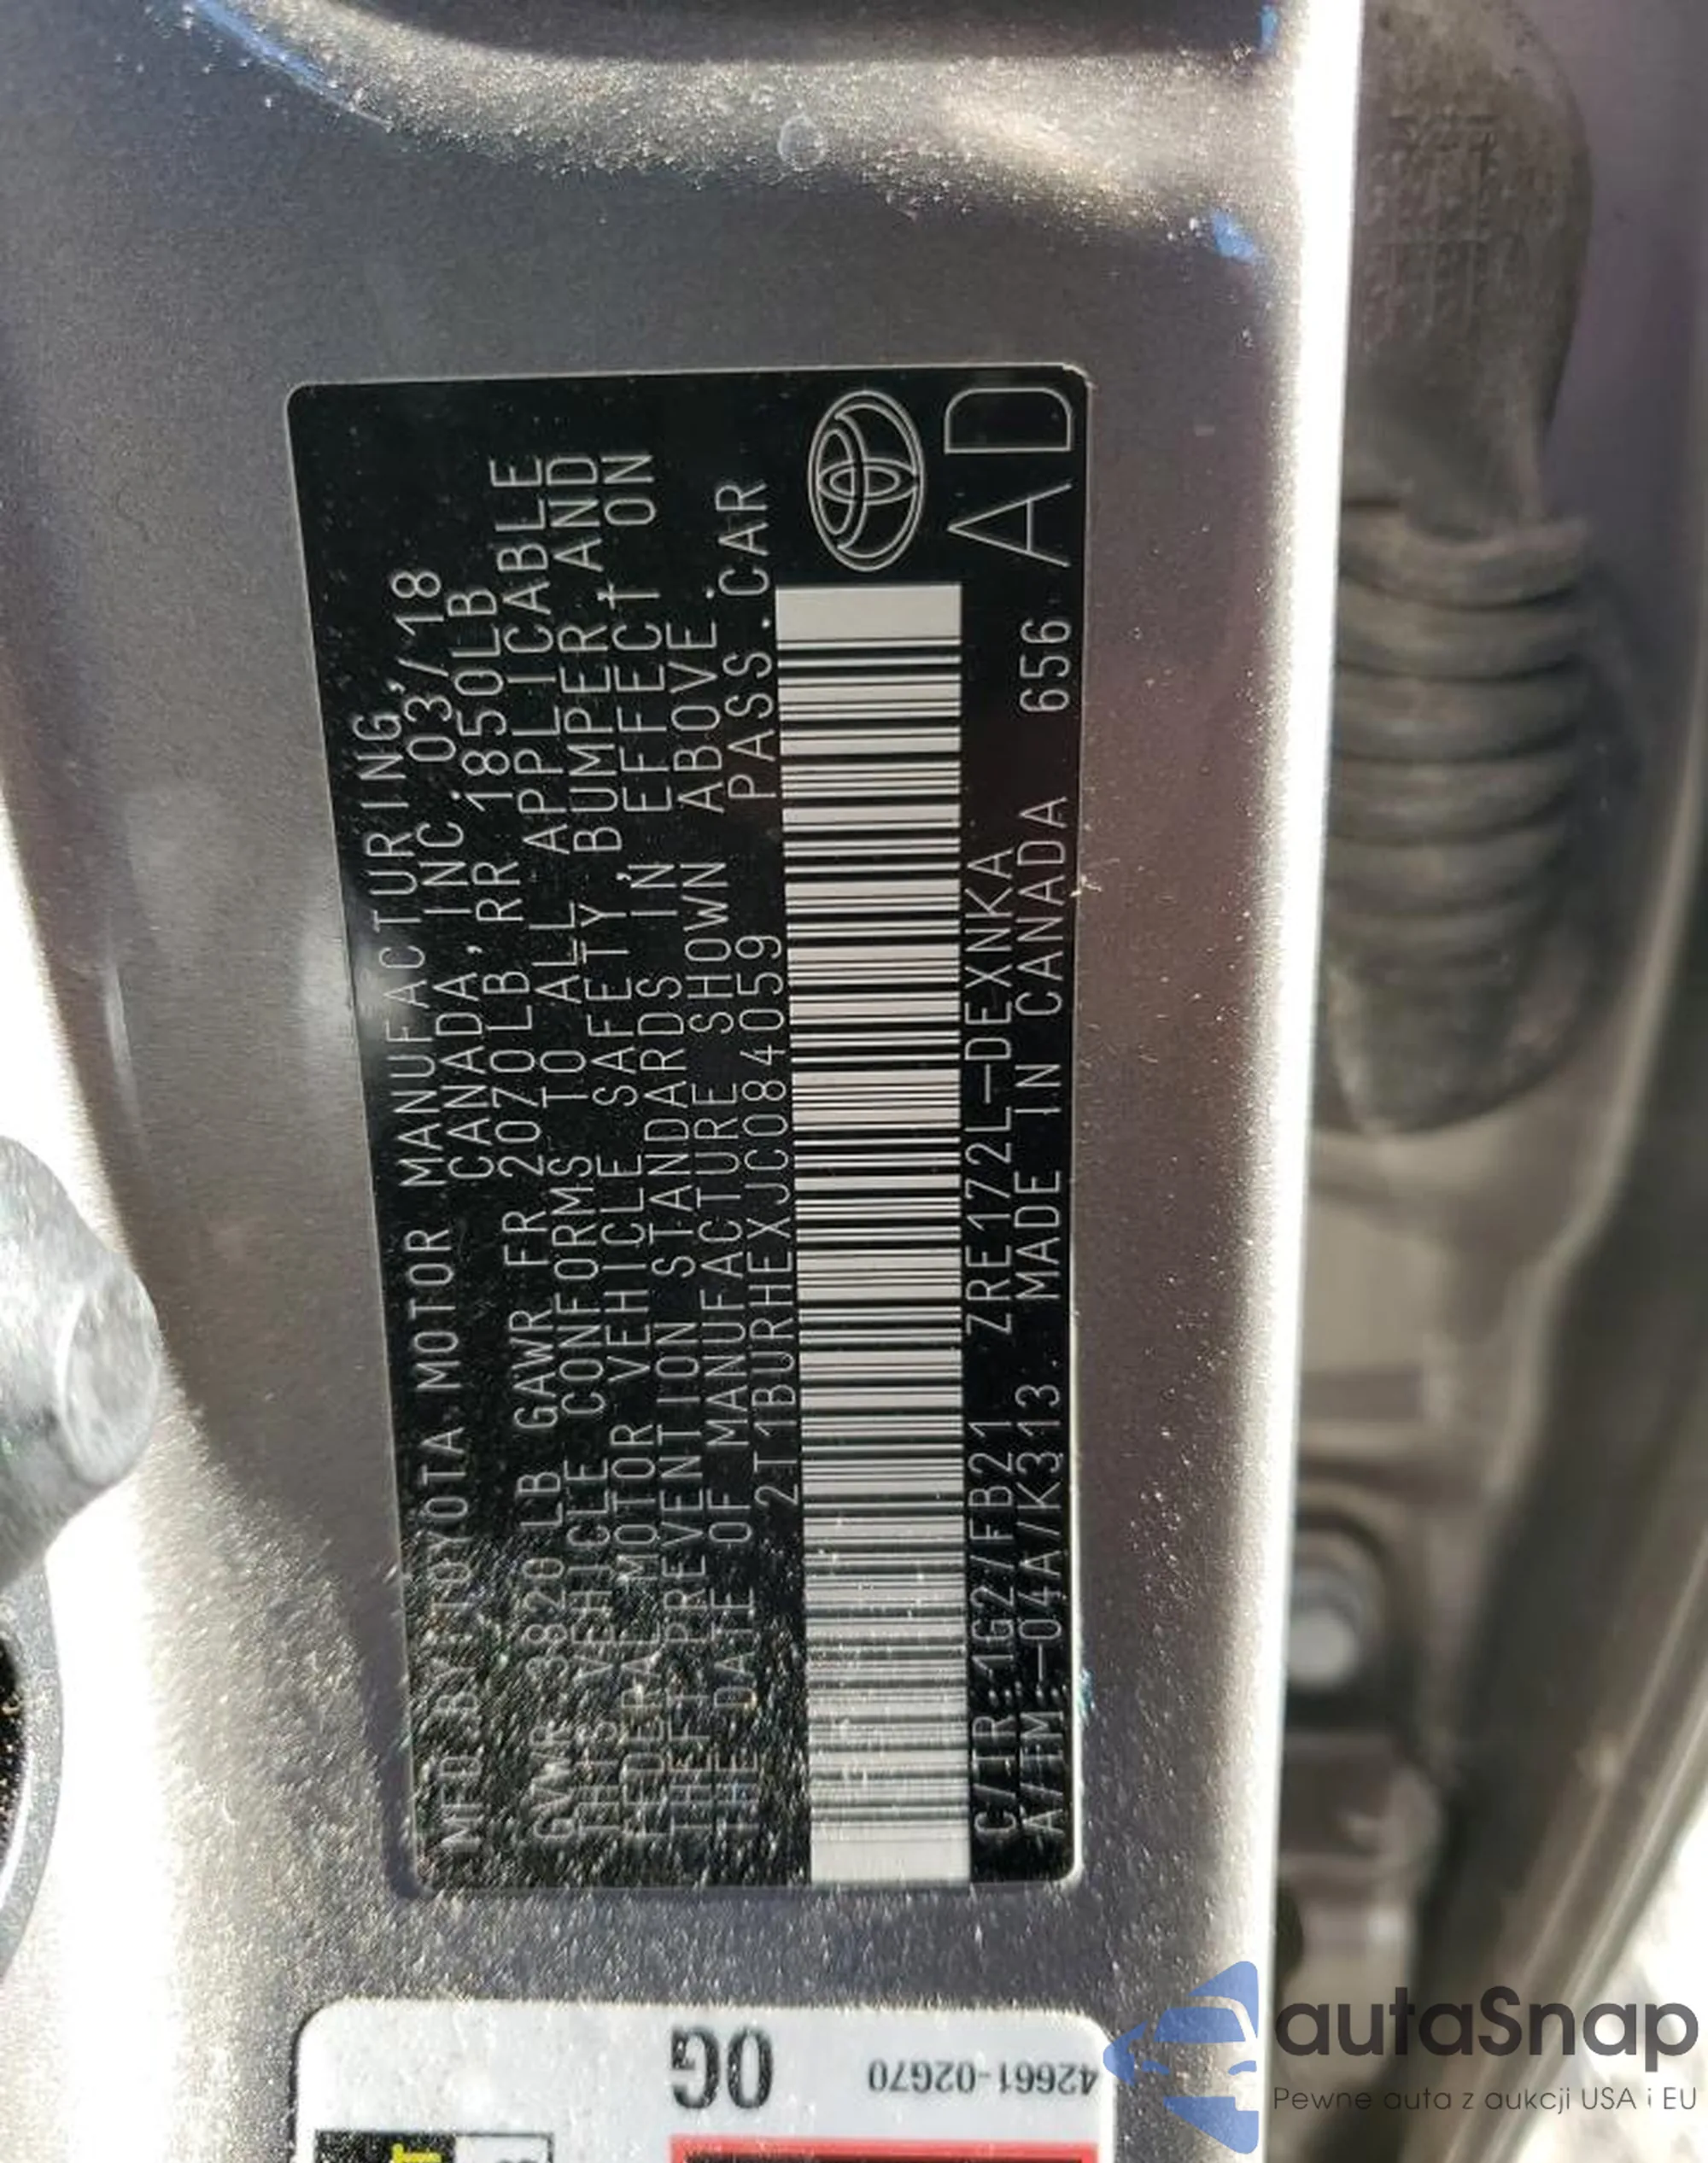 MFD.BY:TOYOTA MOTOR MANUFACTURING,
CANADA, INC. 03/18
GVWR 3820 LB GAWR FR 2070LB, RR 1850LB
THIS VEHICLE CONFORMS TO ALL APPLICABLE
FEDERAL MOTOR VEHICLE SAFETY, BUMPER, AND
THEFT PREVENTION STANDARDS IN EFFECT ON
THE DATE OF MANUFACTURE SHOWN ABOVE.
2T1BURHEXJC084059 PASS.CAR
C/TR:1G2/FB21 ZRE172L-DEXNKA
A/TM:-04A/K313 MADE IN CANADA 656
AD
0G
42661-02G70
autaSnap
Pewne auta z aukcji USA i EU